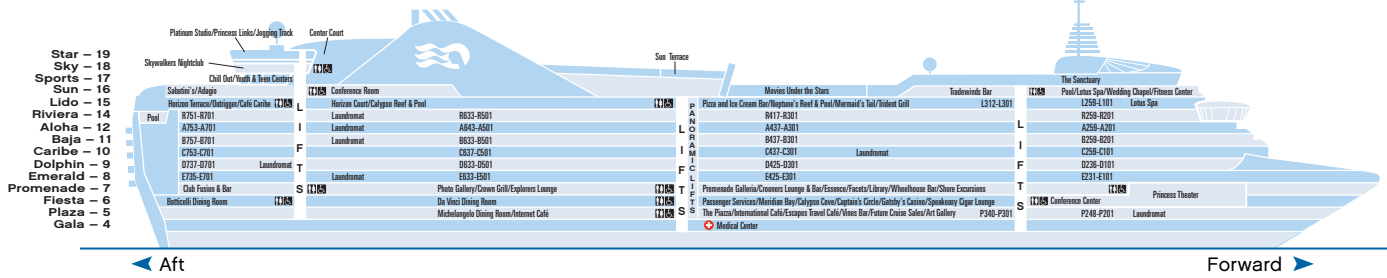 Platinum Studio/Princess Links/Jogging Track
Center Court
Skywalkers Nightclub
Sun Terrace
Chill Out/Youth & Teen Centers
The Sanctuary
Star – 19
Sky – 18
Sports – 17
Sun – 16
Lido – 15
Riviera – 14
Aloha – 12
Baja – 11
Caribe – 10
Dolphin – 9
Emerald – 8
Promenade – 7
Fiesta – 6
Plaza – 5
Gala – 4
Sabatini's/Adagio
Conference Room
Movies Under the Stars
Tradewinds Bar
Pool/Lotus Spa/Wedding Chapel/Fitness Center
Horizon Terrace/Outrigger/Café Caribe
Horizon Court/Calypso Reef & Pool
Pizza and Ice Cream Bar/Neptune's Reef & Pool/Mermaid's Tail/Trident Grill
L312-L301
L259-L101
Lotus Spa
Pool
R751-R701
Laundromat
R633-R501
R417-R301
R259-R201
A753-A701
Laundromat
A643-A501
A437-A301
A259-A201
B757-B701
Laundromat
B633-B501
B437-B301
B259-B201
C753-C701
C637-C501
C437-C301
Laundromat
C259-C101
D737-D701
Laundromat
D633-D501
D425-D301
D236-D101
E735-E701
Laundromat
E633-E501
E425-E301
E231-E101
Club Fusion & Bar
Photo Gallery/Crown Grill/Explorers Lounge
Promenade Galleria/Crooners Lounge & Bar/Essence/Facets/Library/Wheelhouse Bar/Shore Excursions
Princess Theater
Botticelli Dining Room
Da Vinci Dining Room
Passenger Services/Meridian Bay/Calypso Cove/Captain's Circle/Gatsby's Casino/Speakeasy Cigar Lounge
Conference Center
Michelangelo Dining Room/Internet Café
The Piazza/International Café/Escapes Travel Café/Vines Bar/Future Cruise Sales/Art Gallery
P340-P301
P248-P201
Laundromat
Medical Center
LIFTS
LIFTS
PANORAMIC LIFTS
LIFTS
Aft
Forward